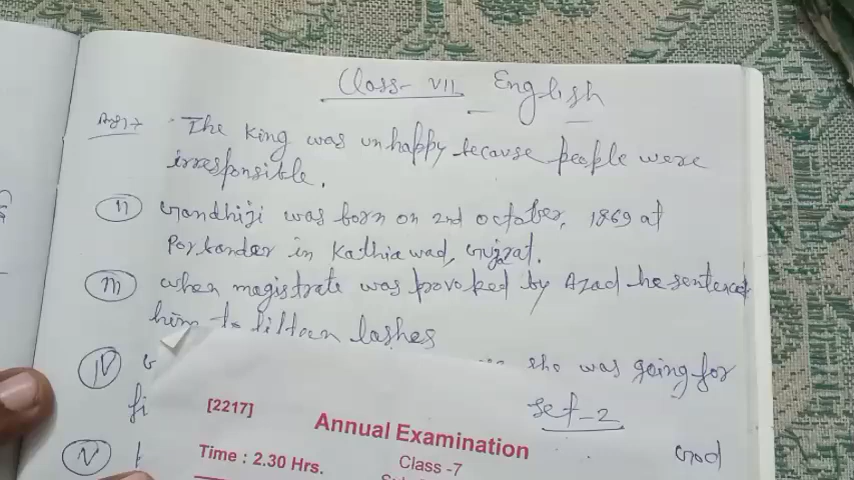 Class- VII English
Ans→ The King was unhappy because people were
irresponsible.
II Gandhiji was born on 2nd october, 1869 at
Porbandar in Kathiawad, Gujrat.
III when magistrate was provoked by Azad he sentenced
him to fifteen lashes
IV she was going for
fi
set-2
V God
[2217]
Annual Examination
Time : 2.30 Hrs.
Class -7